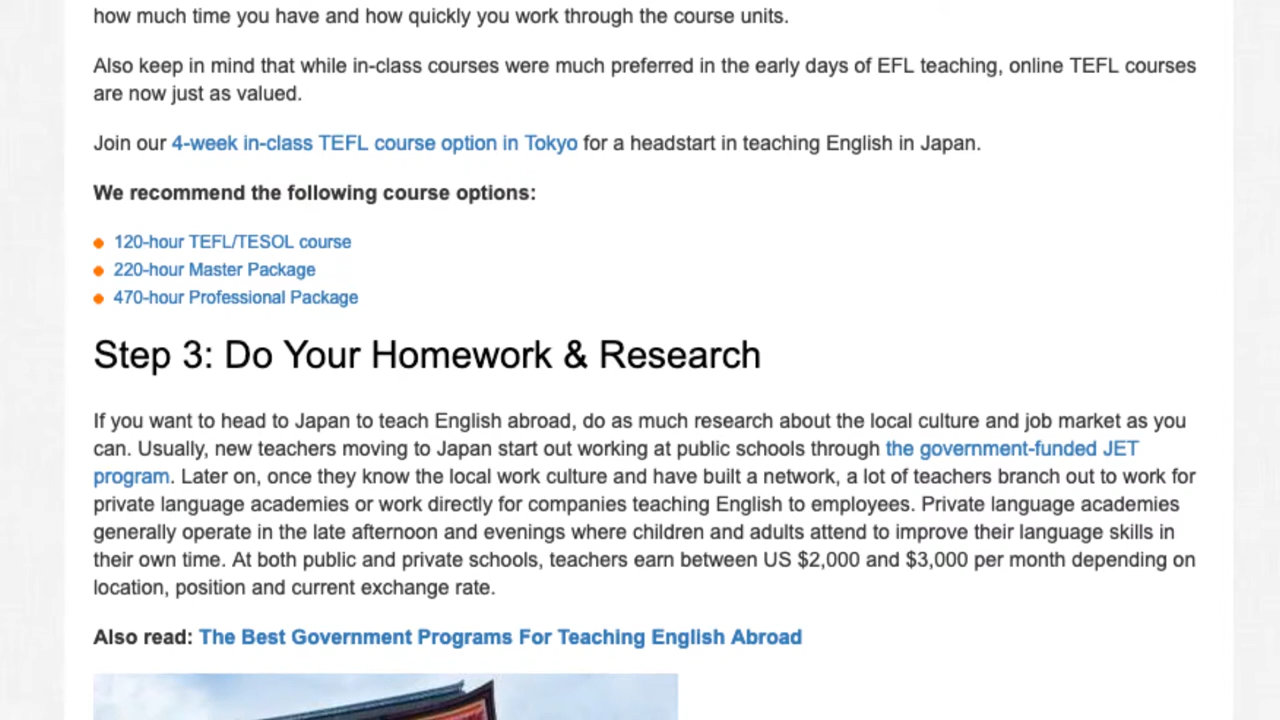 how much time you have and how quickly you work through the course units.
Also keep in mind that while in-class courses were much preferred in the early days of EFL teaching, online TEFL courses
are now just as valued.
Join our 4-week in-class TEFL course option in Tokyo for a headstart in teaching English in Japan.
We recommend the following course options:
120-hour TEFL/TESOL course
220-hour Master Package
470-hour Professional Package
Step 3: Do Your Homework & Research
If you want to head to Japan to teach English abroad, do as much research about the local culture and job market as you
can. Usually, new teachers moving to Japan start out working at public schools through the government-funded JET
program. Later on, once they know the local work culture and have built a network, a lot of teachers branch out to work for
private language academies or work directly for companies teaching English to employees. Private language academies
generally operate in the late afternoon and evenings where children and adults attend to improve their language skills in
their own time. At both public and private schools, teachers earn between US $2,000 and $3,000 per month depending on
location, position and current exchange rate.
Also read: The Best Government Programs For Teaching English Abroad